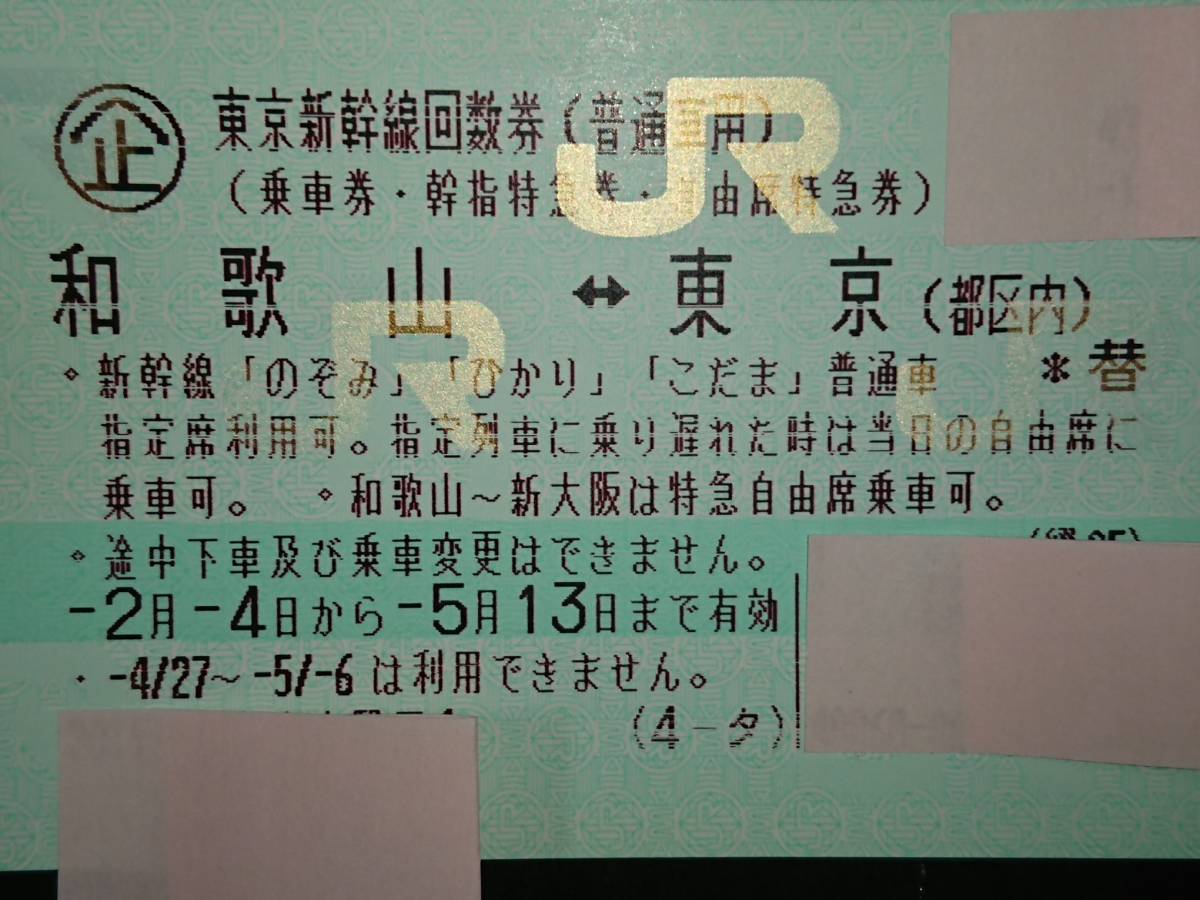 企 東京新幹線回数券(普通車用)
(乗車券・幹指特急券・自由席特急券)
和歌山 ↔ 東京(都区内)
・新幹線「のぞみ」「ひかり」「こだま」普通車 *替
指定席利用可。指定列車に乗り遅れた時は当日の自由席に
乗車可。 ・和歌山~新大阪は特急自由席乗車可。
・途中下車及び乗車変更はできません。
-2月-4日から-5月13日まで有効
・-4/27~-5/-6は利用できません。
(4-タ)
JR